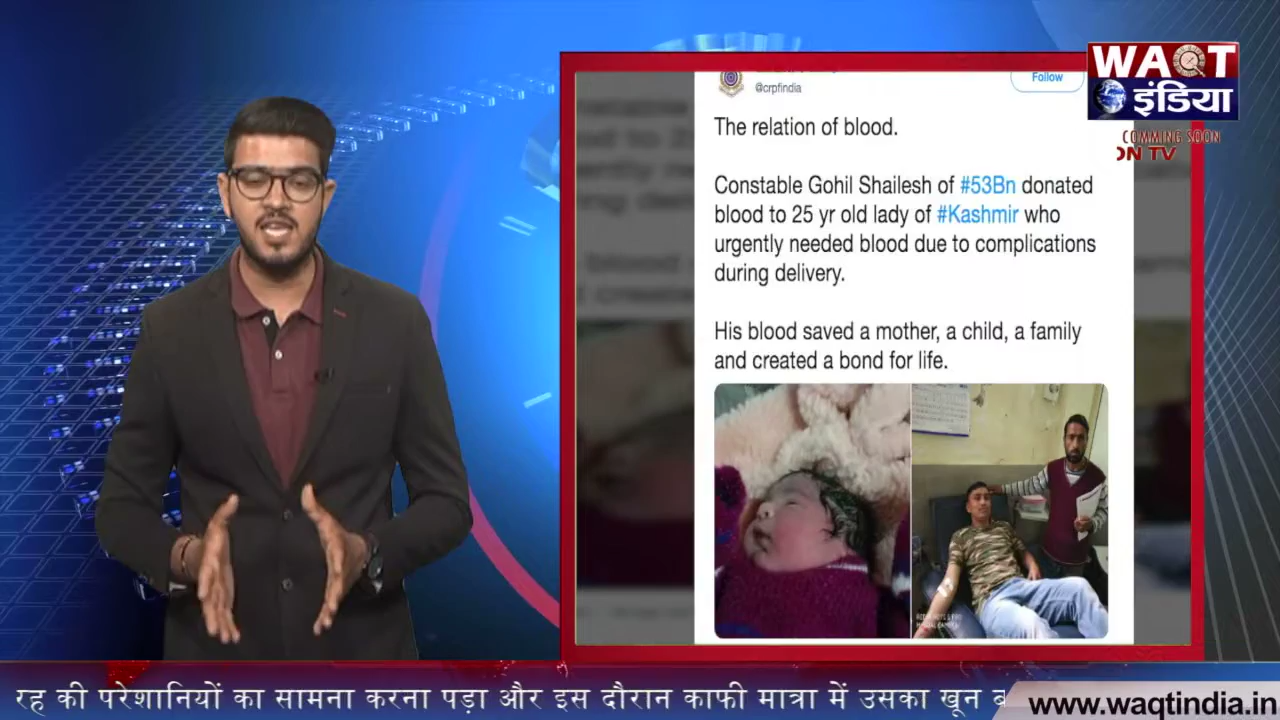 @crpfindia
Follow
The relation of blood.
Constable Gohil Shailesh of #53Bn donated
blood to 25 yr old lady of #Kashmir who
urgently needed blood due to complications
during delivery.
His blood saved a mother, a child, a family
and created a bond for life.
WAQT
इंडिया
COMMING SOON
ON TV
रह की परेशानियों का सामना करना पड़ा और इस दौरान काफी मात्रा में उसका खून ब
www.waqtindia.in